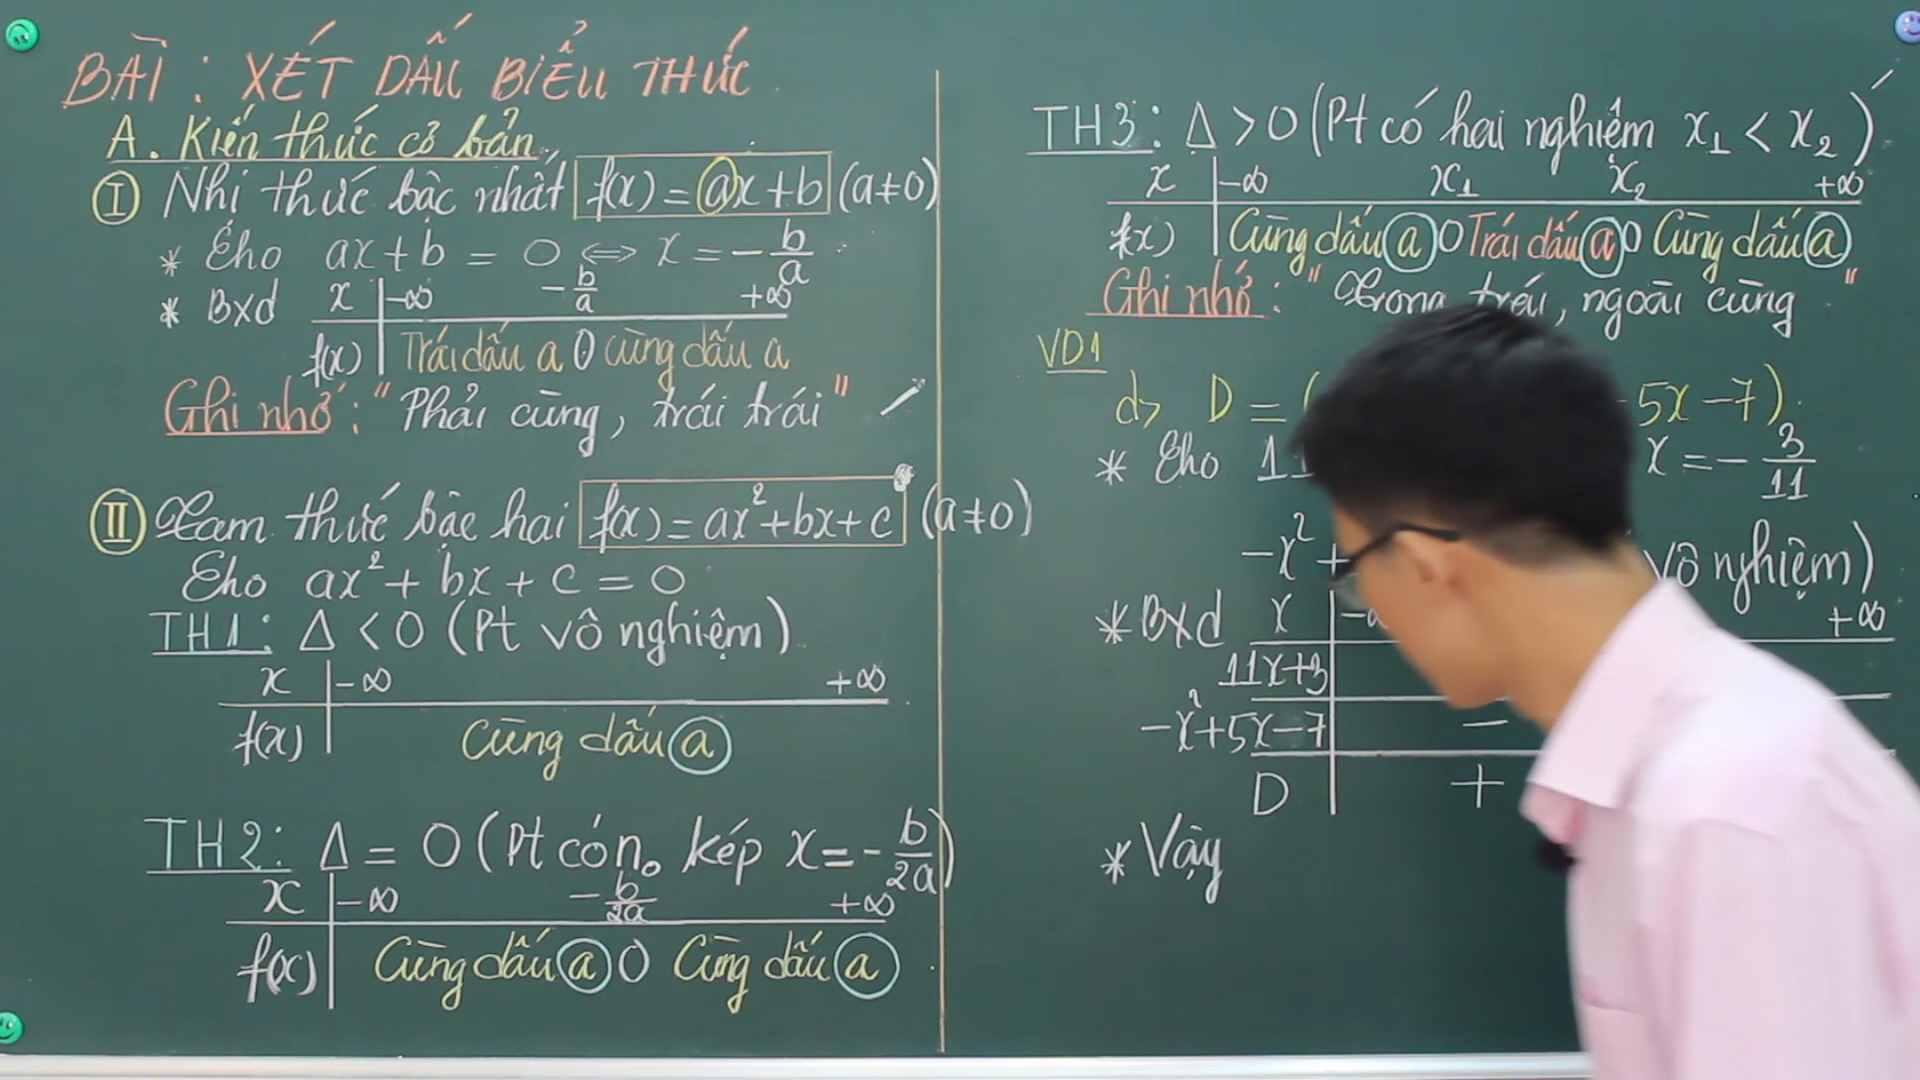 BÀI : XÉT DẤU BIỂU THỨC
A. Kiến thức cơ bản
I Nhị thức bậc nhất f(x) = ax+b (a≠0)
* Cho ax+b = 0 ⇔ x = -b/a
* Bxd x -∞ -b/a +∞
f(x) Trái dấu a 0 cùng dấu a
Ghi nhớ : "Phải cùng, trái trái"
II Tam thức bậc hai f(x) = ax²+bx+c (a≠0)
Cho ax²+ bx + c = 0
TH1: Δ < 0 (Pt vô nghiệm)
x -∞ +∞
f(x) Cùng dấu a
TH2: Δ = 0 (Pt có n₀ kép x = -b/2a)
x -∞ -b/2a +∞
f(x) Cùng dấu a 0 Cùng dấu a
TH3: Δ > 0 (Pt có hai nghiệm x₁ < x₂)
x -∞ x₁ x₂ +∞
f(x) Cùng dấu a 0 Trái dấu a 0 Cùng dấu a
Ghi nhớ : "Trong trái, ngoài cùng"
VD1
d> D = ( 5x -7)
* Cho 11 x = -3/11
-x² + vô nghiệm)
* Bxd x +∞
11x+3
-x²+5x-7 −
D +
* Vậy